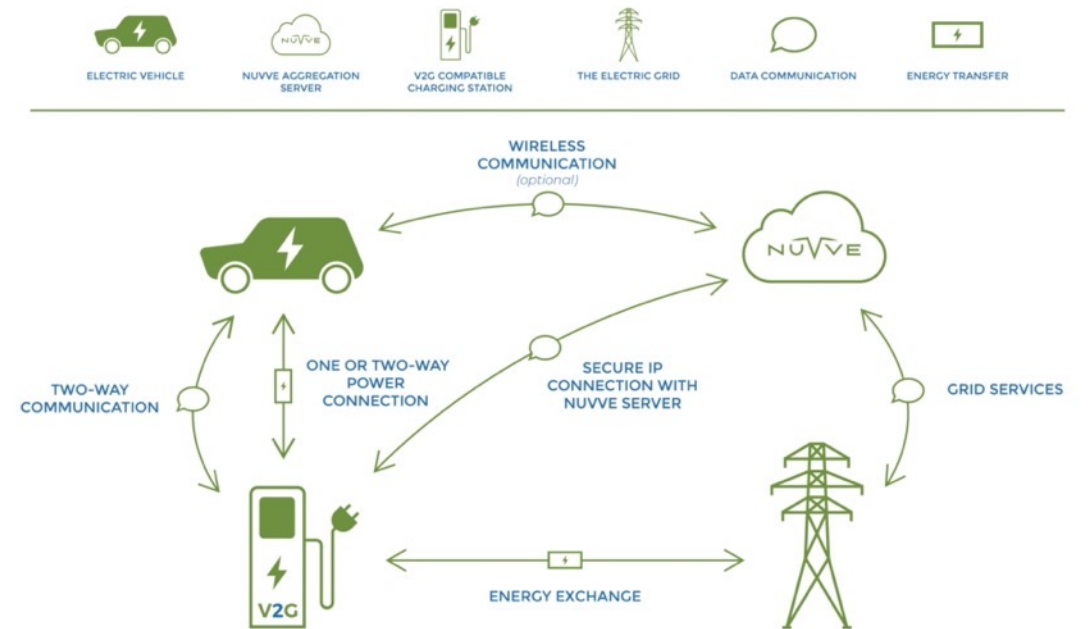 NUVVE
ELECTRIC VEHICLE
NUVVE AGGREGATION
SERVER
V2G COMPATIBLE
CHARGING STATION
THE ELECTRIC GRID
DATA COMMUNICATION
ENERGY TRANSFER
WIRELESS
COMMUNICATION
(optional)
NUVVE
ONE OR TWO-WAY
POWER
CONNECTION
SECURE IP
CONNECTION WITH
NUVVE SERVER
TWO-WAY
COMMUNICATION
GRID SERVICES
V2G
ENERGY EXCHANGE